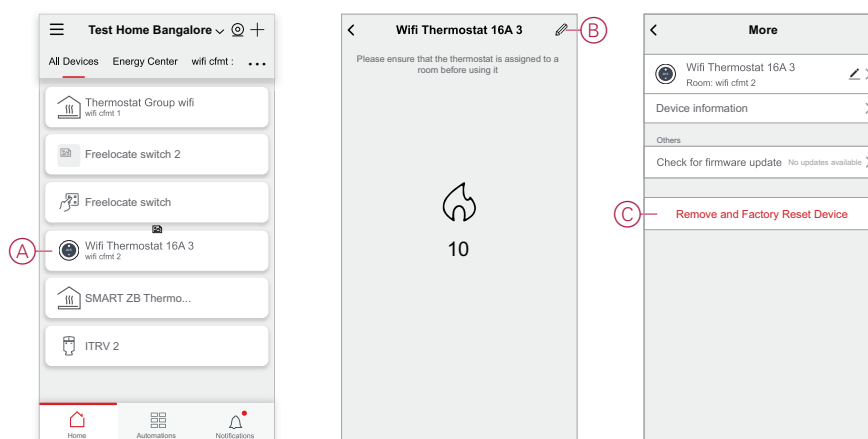 Test Home Bangalore
All Devices Energy Center wifi cfmt :
Thermostat Group wifi
wifi cfmt 1
Freelocate switch 2
Freelocate switch
A
Wifi Thermostat 16A 3
wifi cfmt 2
SMART ZB Thermo...
ITRV 2
Home Automations Notifications
Wifi Thermostat 16A 3
B
Please ensure that the thermostat is assigned to a
room before using it
10
More
Wifi Thermostat 16A 3
Room: wifi cfmt 2
Device information
Others
Check for firmware update No updates available
C
Remove and Factory Reset Device